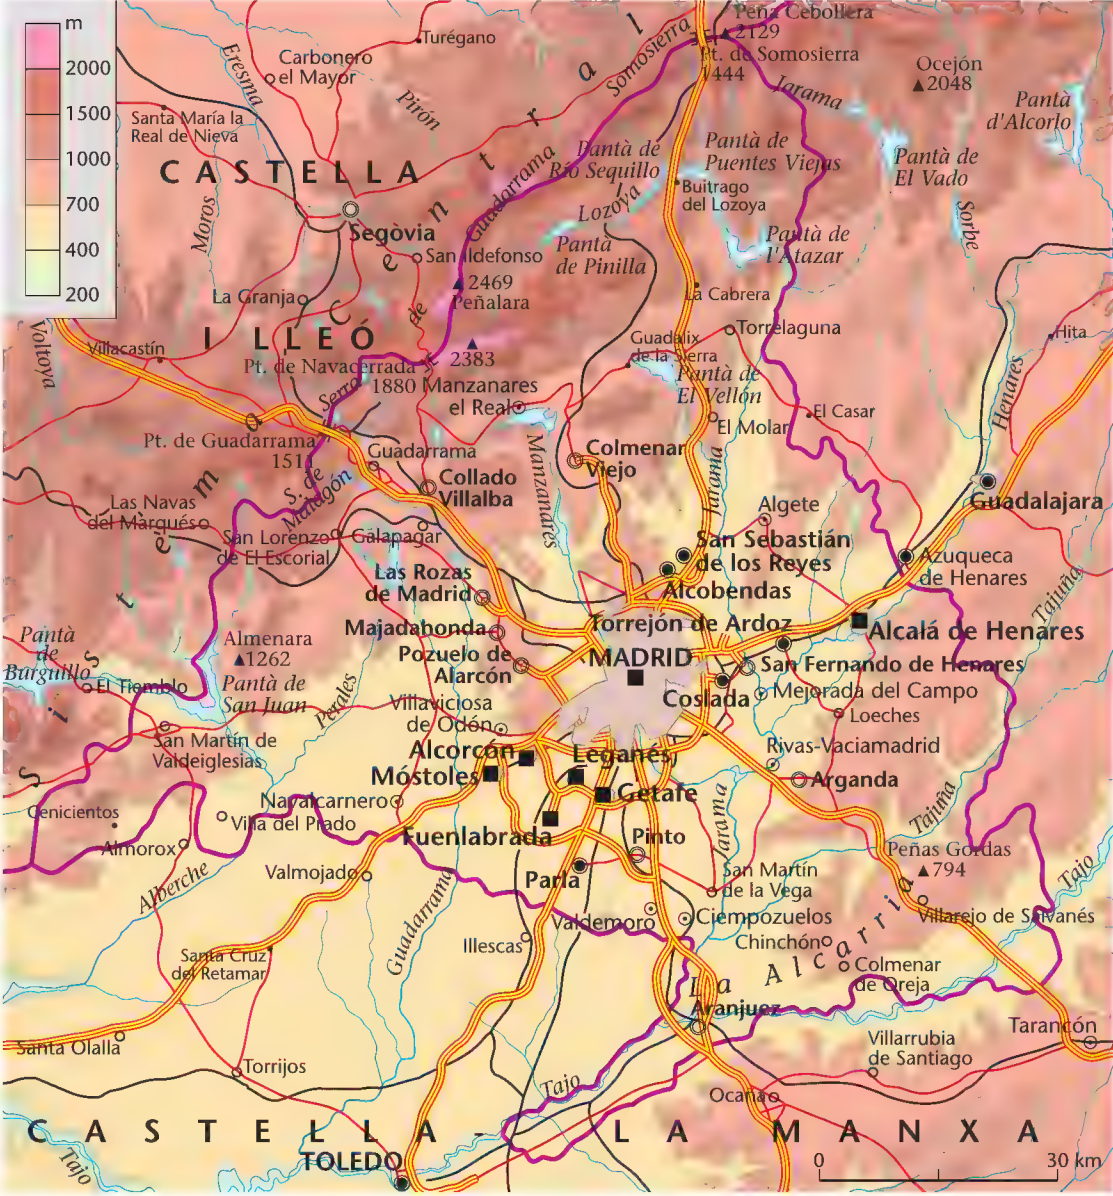 m
2000
1500
1000
700
400
200
Turégano
Carbonero
el Mayor
Eresma
Pirón
Santa María la
Real de Nieva
CASTELLA
I LLEÓ
Moros
Segòvia
San Ildefonso
La Granja
Voltoya
Villacastín
Peña Cebollera
2129
Pt. de Somosierra
1444
Somosierra
Jarama
Ocejón
2048
Pantà
d'Alcorlo
Pantà de
Puentes Viejas
Pantà de
Río Sequillo
Pantà de
El Vado
Lozoya
Buitrago
del Lozoya
Sorbe
Pantà
de Pinilla
Pantà de
l'Atazar
Serra de Guadarrama
2469
Peñalara
2383
La Cabrera
Torrelaguna
Guadalix
de la Sierra
Pantà de
El Vellón
El Molar
El Casar
Hita
Henares
Pt. de Navacerrada
1880
Manzanares
el Real
Manzanares
Pt. de Guadarrama
1511
Guadarrama
Colmenar
Viejo
Collado
Villalba
S. de
Malagón
Las Navas
del Marqués
San Lorenzo
de El Escorial
Galapagar
Jarama
Algete
Guadalajara
San Sebastián
de los Reyes
Azuqueca
de Henares
Las Rozas
de Madrid
Alcobendas
Tajuña
Majadahonda
Torrejón de Ardoz
Alcalá de Henares
Pantà
de
Burguillo
Almenara
1262
Pozuelo de
Alarcón
MADRID
San Fernando de Henares
El Tiemblo
Pantà de
San Juan
Perales
Coslada
Mejorada del Campo
Villaviciosa
de Odón
Loeches
San Martín de
Valdeiglesias
Alcorcón
Leganés
Rivas-Vaciamadrid
Móstoles
Getafe
Arganda
Sistema Central
Cenicientos
Navalcarnero
Villa del Prado
Jarama
Tajuña
Fuenlabrada
Pinto
Almorox
Peñas Gordas
794
Tajo
Valmojado
Parla
San Martín
de la Vega
Alberche
Guadarrama
Valdemoro
Ciempozuelos
Villarejo de Salvanés
Illescas
Chinchón
La Alcarria
Santa Cruz
del Retamar
Colmenar
de Oreja
Aranjuez
Tarancón
Santa Olalla
Villarrubia
de Santiago
Torrijos
Tajo
Ocaña
CASTELLA - LA MANXA
Tajo
TOLEDO
0 30 km